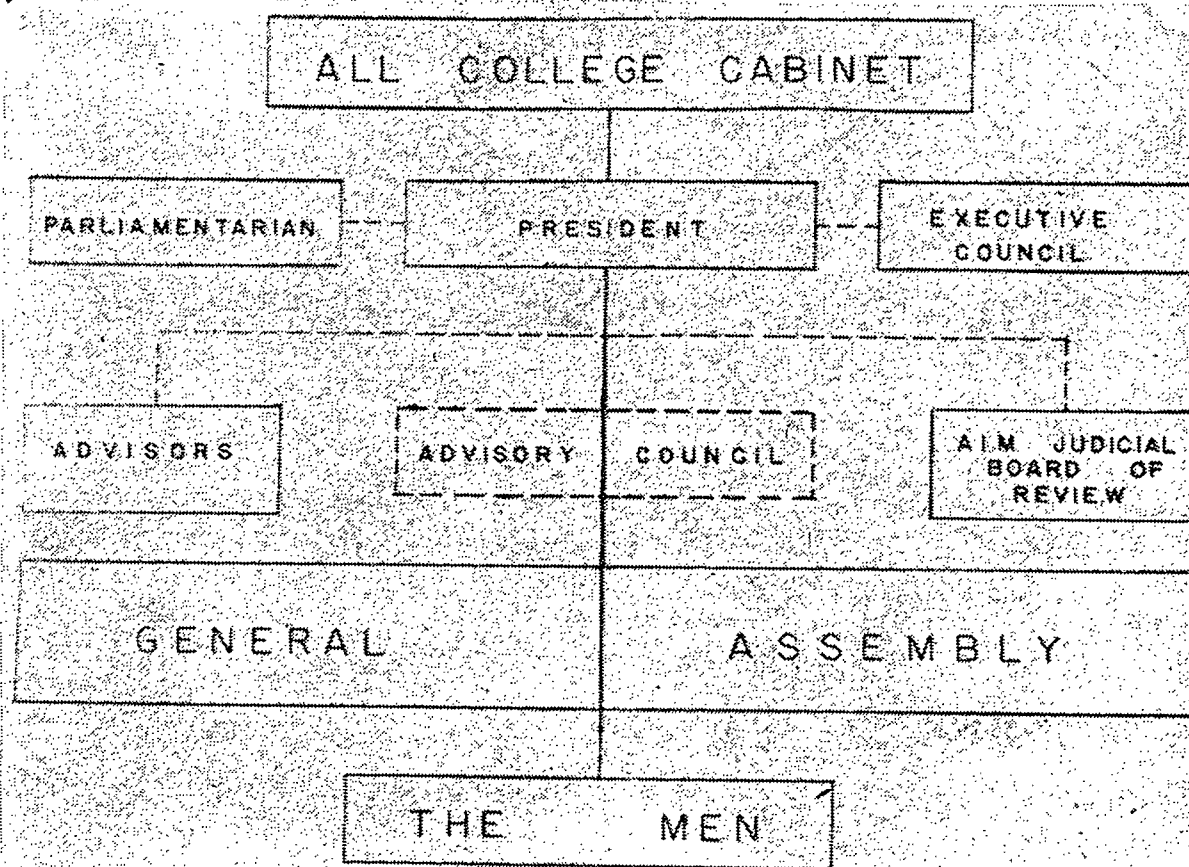 ALL COLLEGE CABINET
PARLIAMENTARIAN
PRESIDENT
EXECUTIVE
COUNCIL
ADVISORS
ADVISORY COUNCIL
A.I.M JUDICIAL
BOARD OF
REVIEW
GENERAL ASSEMBLY
THE MEN